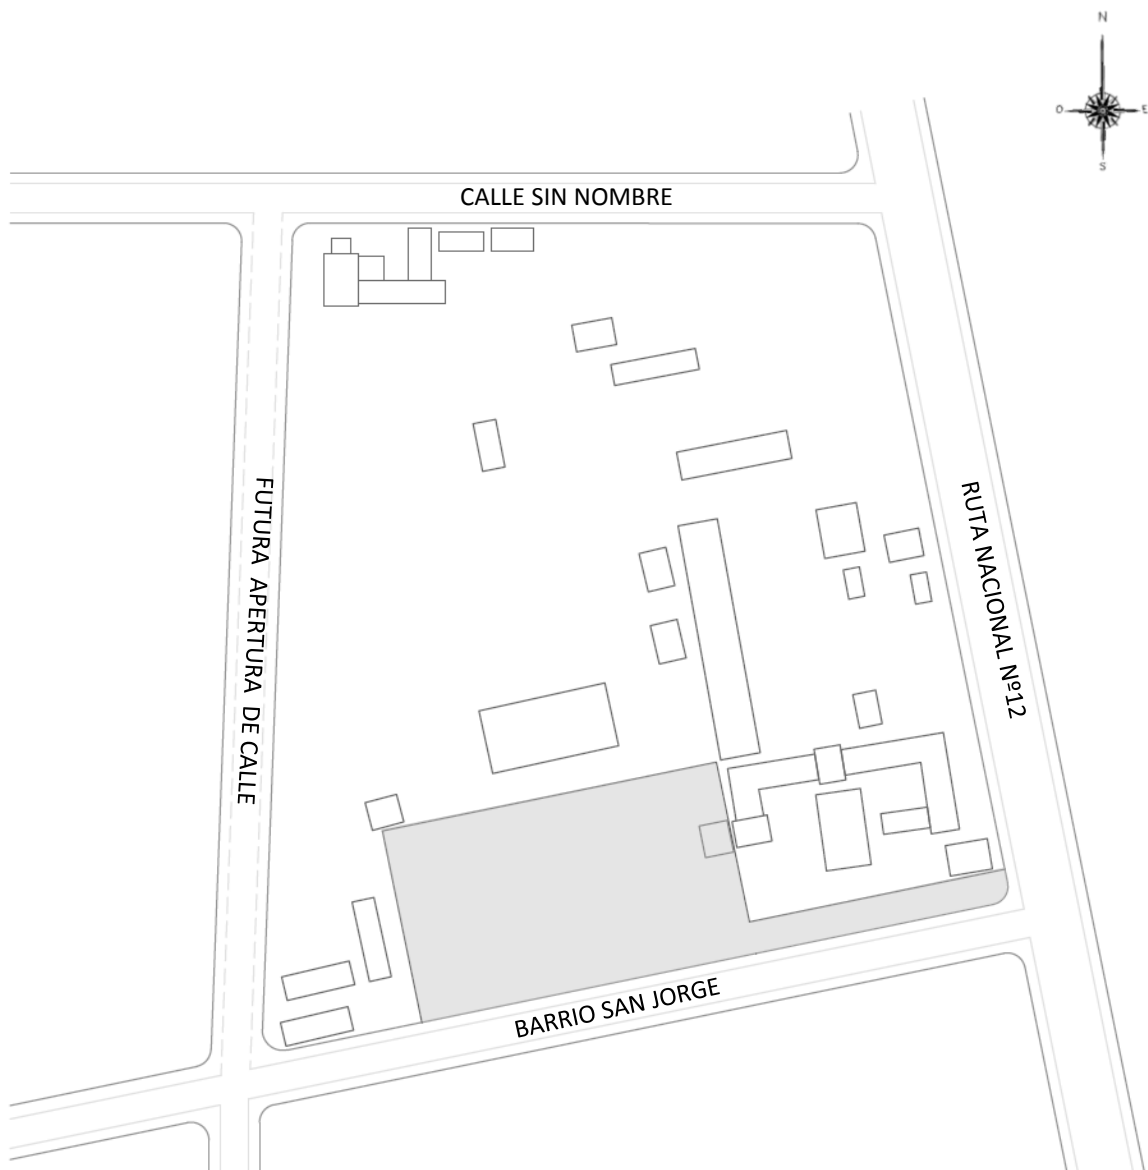 N
O
E
S
CALLE SIN NOMBRE
FUTURA APERTURA DE CALLE
RUTA NACIONAL Nº12
BARRIO SAN JORGE